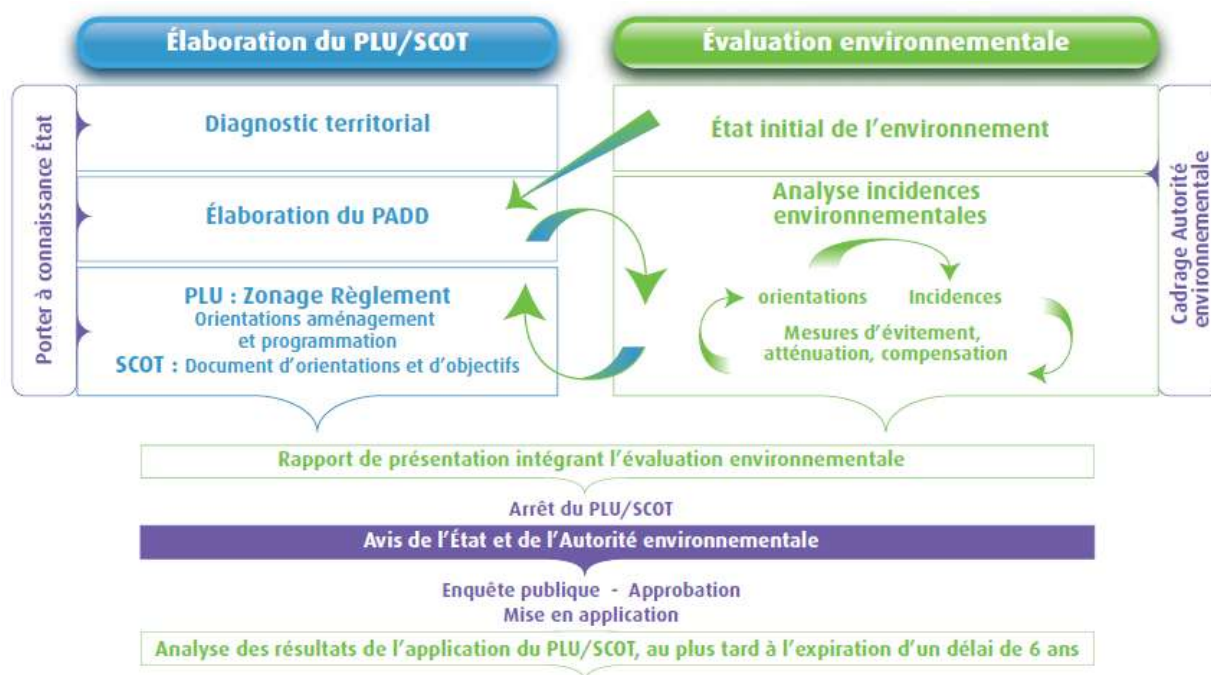 Élaboration du PLU/SCOT
Évaluation environnementale
Porter à connaissance État
Diagnostic territorial
Élaboration du PADD
PLU : Zonage Règlement
Orientations aménagement
et programmation
SCOT : Document d'orientations et d'objectifs
État initial de l'environnement
Analyse incidences
environnementales
orientations
Incidences
Mesures d'évitement,
atténuation, compensation
Cadrage Autorité
environnementale
Rapport de présentation intégrant l'évaluation environnementale
Arrêt du PLU/SCOT
Avis de l'État et de l'Autorité environnementale
Enquête publique - Approbation
Mise en application
Analyse des résultats de l'application du PLU/SCOT, au plus tard à l'expiration d'un délai de 6 ans